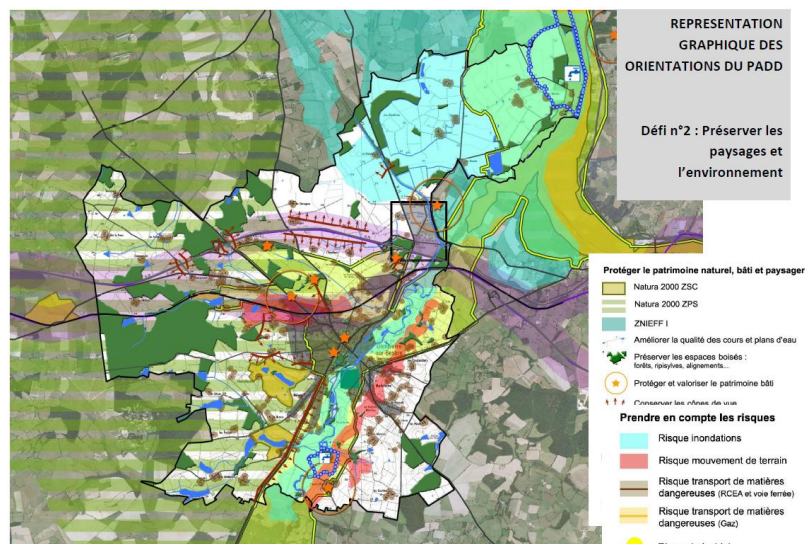 REPRESENTATION
GRAPHIQUE DES
ORIENTATIONS DU PADD
Défi n°2 : Préserver les
paysages et
l’environnement
Protéger le patrimoine naturel, bâti et paysager
Natura 2000 ZSC
Natura 2000 ZPS
ZNIEFF I
Améliorer la qualité des cours et plans d'eau
Préserver les espaces boisés :
forêts, ripisylves, alignements...
Protéger et valoriser le patrimoine bâti
Conserver les cônes de vue
Prendre en compte les risques
Risque inondations
Risque mouvement de terrain
Risque transport de matières
dangereuses (RCEA et voie ferrée)
Risque transport de matières
dangereuses (Gaz)